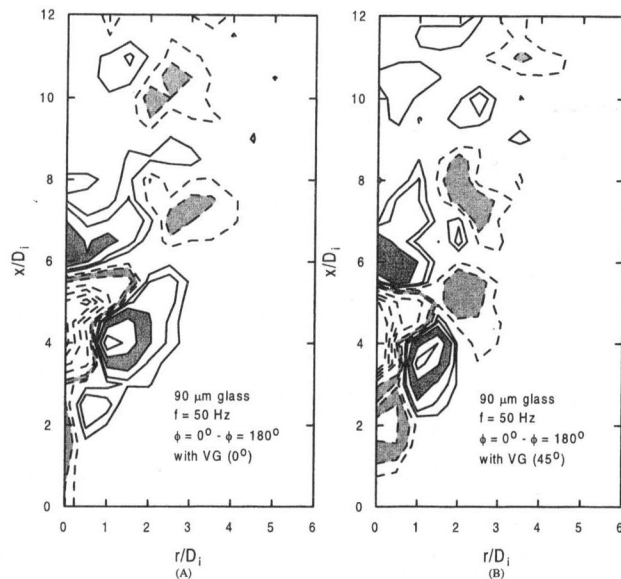 12
10
8
6
4
2
0
x/D_i
90 μm glass
f = 50 Hz
ϕ = 0° - ϕ = 180°
with VG (0°)
0 1 2 3 4 5 6
r/D_i
(A)
12
10
8
6
4
2
0
x/D_i
90 μm glass
f = 50 Hz
ϕ = 0° - ϕ = 180°
with VG (45°)
0 1 2 3 4 5 6
r/D_i
(B)